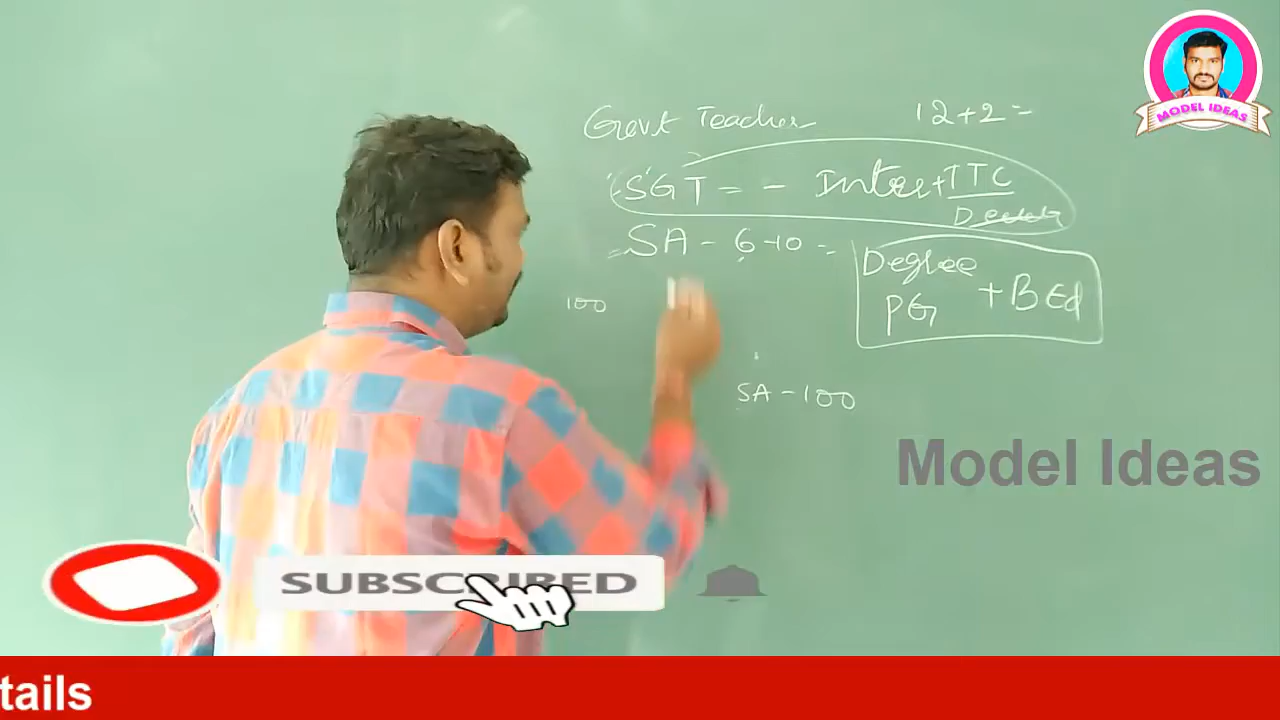 MODEL IDEAS
Govt Teacher 12+2=
'SGT' = - Inter+TTC
=SA - 6-10 =
Degree
PG +BEd
100
SA-100
Model Ideas
SUBSCRIBED
tails